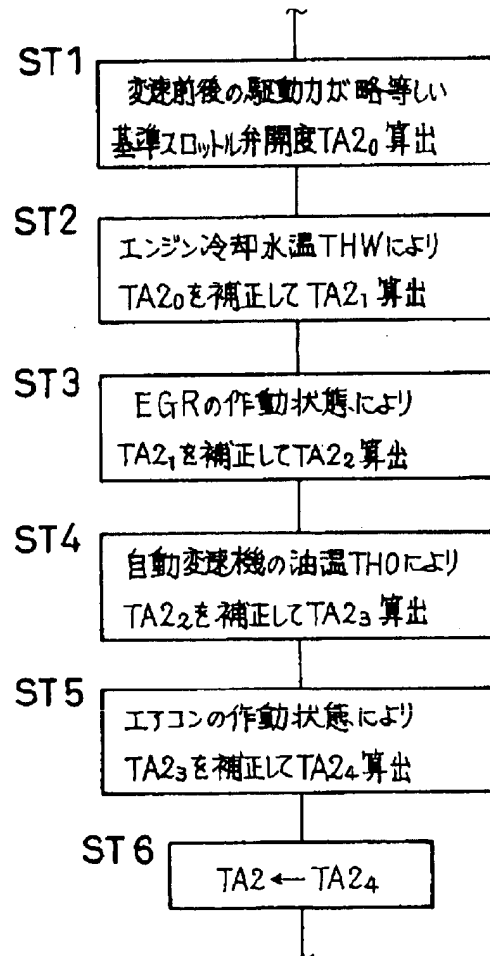 ST1
変速前後の駆動力が略等しい
基準スロットル弁開度TA2₀算出
ST2
エンジン冷却水温THWにより
TA2₀を補正してTA2₁算出
ST3
EGRの作動状態により
TA2₁を補正してTA2₂算出
ST4
自動変速機の油温THOにより
TA2₂を補正してTA2₃算出
ST5
エアコンの作動状態により
TA2₃を補正してTA2₄算出
ST6
TA2 ← TA2₄